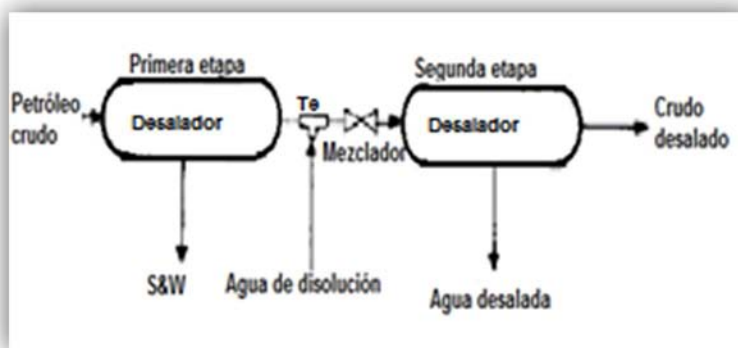 Primera etapa
Segunda etapa
Petróleo
crudo
Desalador
Te
Mezclador
Desalador
Crudo
desalado
S&W
Agua de disolución
Agua desalada